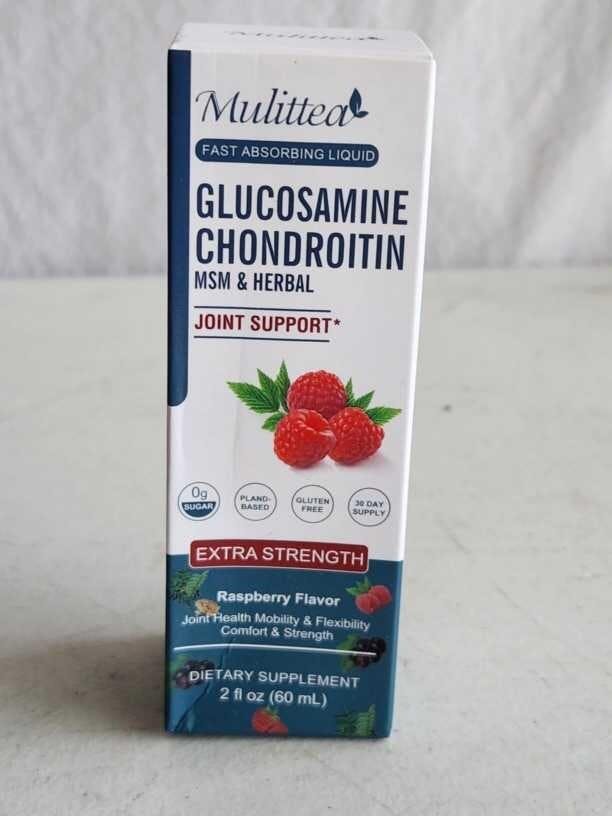 Mulittea
Mulittea
FAST ABSORBING LIQUID
GLUCOSAMINE
CHONDROITIN
MSM & HERBAL
JOINT SUPPORT*
0g
SUGAR
PLAND-
BASED
GLUTEN
FREE
30 DAY
SUPPLY
EXTRA STRENGTH
Raspberry Flavor
Joint Health Mobility & Flexibility
Comfort & Strength
DIETARY SUPPLEMENT
2 fl oz (60 mL)